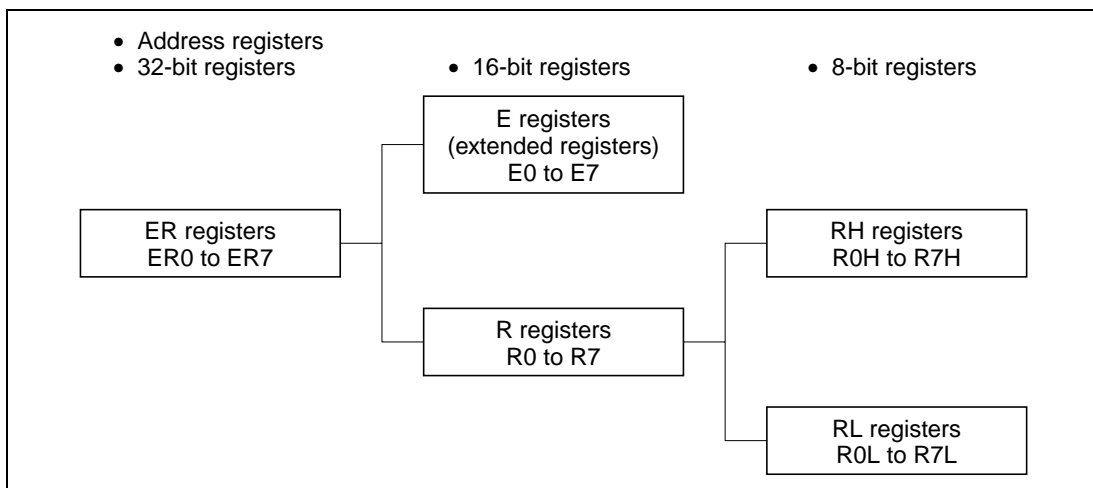 • Address registers
• 32-bit registers
• 16-bit registers
• 8-bit registers
E registers
(extended registers)
E0 to E7
ER registers
ER0 to ER7
RH registers
R0H to R7H
R registers
R0 to R7
RL registers
R0L to R7L